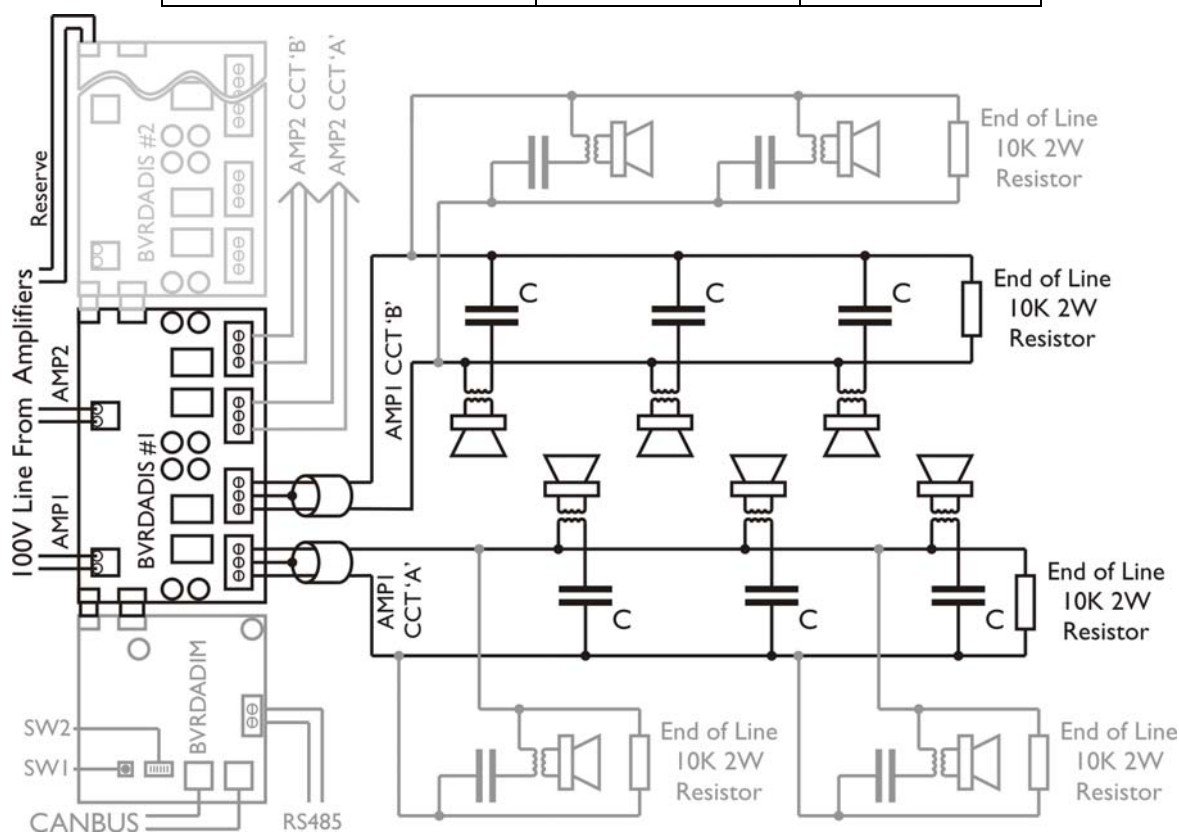 Reserve
BVRDADIS #2
AMP2 CCT 'B'
AMP2 CCT 'A'
End of Line
10K 2W
Resistor
100V Line From Amplifiers
AMP2
AMP1
BVRDADIS #1
AMP1 CCT 'B'
C
C
C
End of Line
10K 2W
Resistor
AMP1
CCT 'A'
C
C
C
End of Line
10K 2W
Resistor
BVRDADIM
SW2
SW1
CANBUS
RS485
End of Line
10K 2W
Resistor
End of Line
10K 2W
Resistor